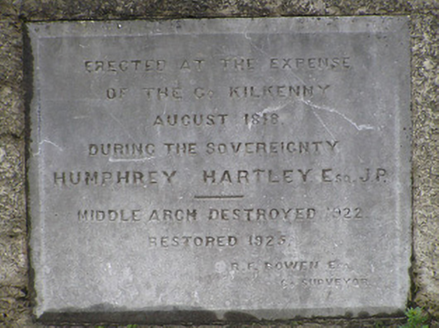 ERECTED AT THE EXPENSE
OF THE Co. KILKENNY
AUGUST 1818.
DURING THE SOVEREIGNTY
HUMPHREY HARTLEY Esq. J.P.
MIDDLE ARCH DESTROYED 1922.
RESTORED 1925.
BOWEN
Co SURVEYOR